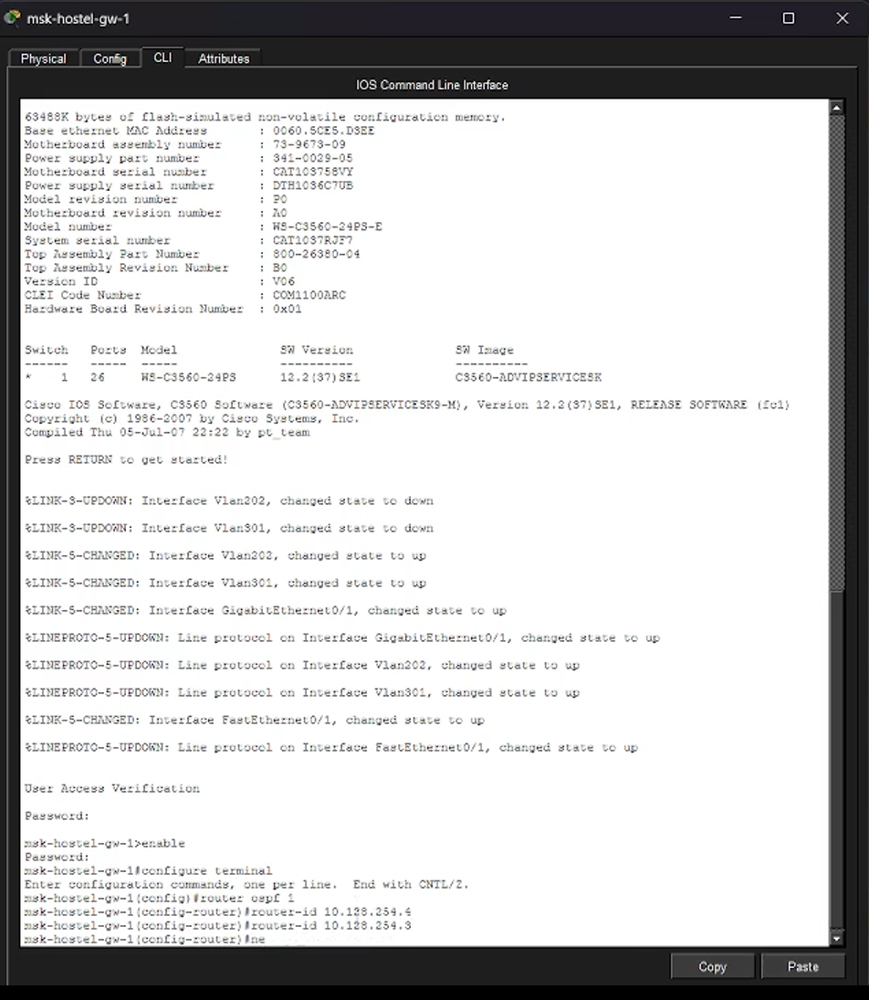 msk-hostel-gw-1
Physical Config CLI Attributes
IOS Command Line Interface
63488K bytes of flash-simulated non-volatile configuration memory.
Base ethernet MAC Address : 0060.5CE5.D3EE
Motherboard assembly number : 73-9673-09
Power supply part number : 341-0029-05
Motherboard serial number : CAT103758VY
Power supply serial number : DTH1036C7UB
Model revision number : P0
Motherboard revision number : A0
Model number : WS-C3560-24PS-E
System serial number : CAT1037RJF7
Top Assembly Part Number : 800-26380-04
Top Assembly Revision Number : B0
Version ID : V06
CLEI Code Number : COM1100ARC
Hardware Board Revision Number : 0x01
Switch Ports Model SW Version SW Image
------ ----- ----- ---------- ----------
* 1 26 WS-C3560-24PS 12.2(37)SE1 C3560-ADVIPSERVICESK
Cisco IOS Software, C3560 Software (C3560-ADVIPSERVICESK9-M), Version 12.2(37)SE1, RELEASE SOFTWARE (fc1)
Copyright (c) 1986-2007 by Cisco Systems, Inc.
Compiled Thu 05-Jul-07 22:22 by pt_team
Press RETURN to get started!
%LINK-3-UPDOWN: Interface Vlan202, changed state to down
%LINK-3-UPDOWN: Interface Vlan301, changed state to down
%LINK-5-CHANGED: Interface Vlan202, changed state to up
%LINK-5-CHANGED: Interface Vlan301, changed state to up
%LINK-5-CHANGED: Interface GigabitEthernet0/1, changed state to up
%LINEPROTO-5-UPDOWN: Line protocol on Interface GigabitEthernet0/1, changed state to up
%LINEPROTO-5-UPDOWN: Line protocol on Interface Vlan202, changed state to up
%LINEPROTO-5-UPDOWN: Line protocol on Interface Vlan301, changed state to up
%LINK-5-CHANGED: Interface FastEthernet0/1, changed state to up
%LINEPROTO-5-UPDOWN: Line protocol on Interface FastEthernet0/1, changed state to up
User Access Verification
Password:
msk-hostel-gw-1>enable
Password:
msk-hostel-gw-1#configure terminal
Enter configuration commands, one per line. End with CNTL/Z.
msk-hostel-gw-1(config)#router ospf 1
msk-hostel-gw-1(config-router)#router-id 10.128.254.4
msk-hostel-gw-1(config-router)#router-id 10.128.254.3
msk-hostel-gw-1(config-router)#ne
Copy Paste